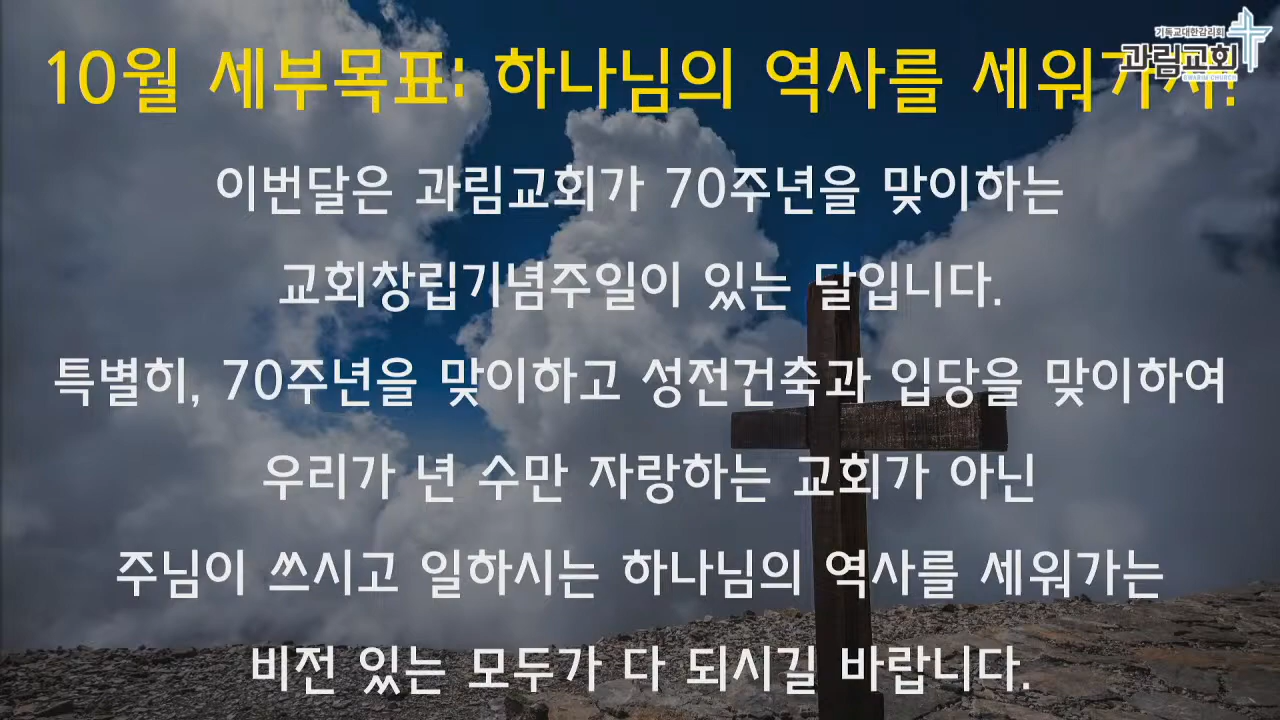 기독교대한감리회
과림교회
GWARIM CHURCH
10월 세부목표: 하나님의 역사를 세워가자!
이번달은 과림교회가 70주년을 맞이하는
교회창립기념주일이 있는 달입니다.
특별히, 70주년을 맞이하고 성전건축과 입당을 맞이하여
우리가 년 수만 자랑하는 교회가 아닌
주님이 쓰시고 일하시는 하나님의 역사를 세워가는
비전 있는 모두가 다 되시길 바랍니다.